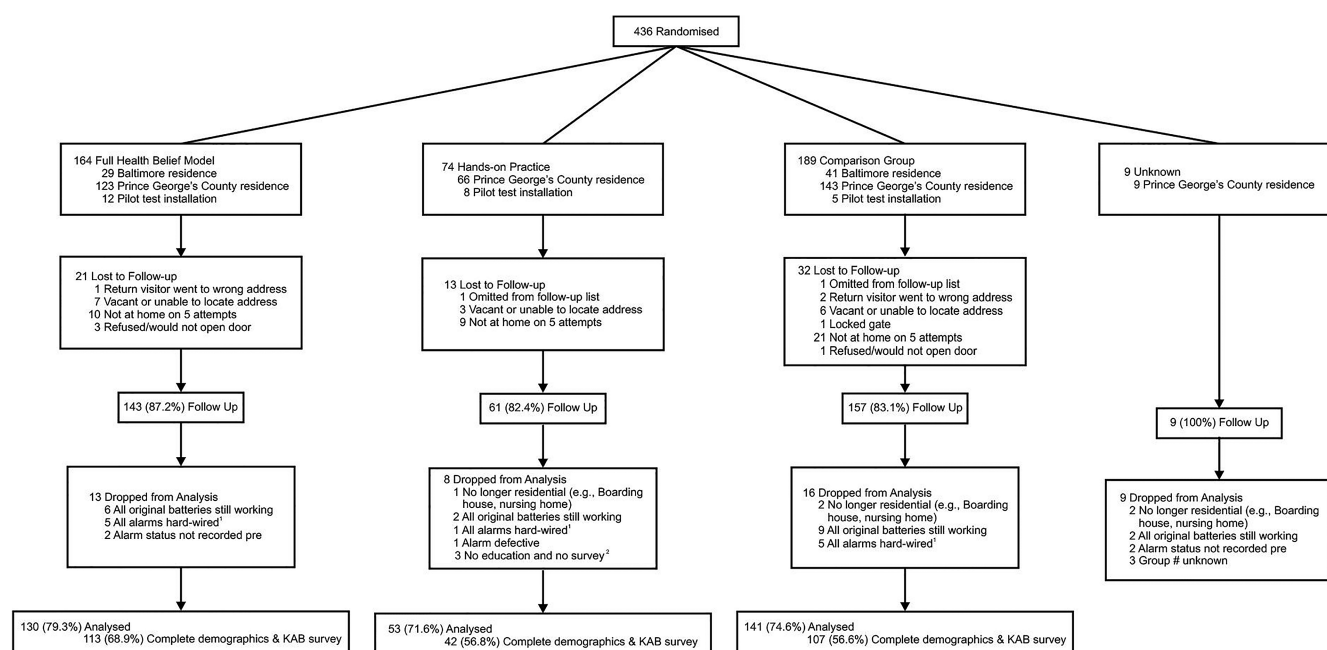 436 Randomised
164 Full Health Belief Model
29 Baltimore residence
123 Prince George's County residence
12 Pilot test installation
74 Hands-on Practice
66 Prince George's County residence
8 Pilot test installation
189 Comparison Group
41 Baltimore residence
143 Prince George's County residence
5 Pilot test installation
9 Unknown
9 Prince George's County residence
21 Lost to Follow-up
1 Return visitor went to wrong address
7 Vacant or unable to locate address
10 Not at home on 5 attempts
3 Refused/would not open door
13 Lost to Follow-up
1 Omitted from follow-up list
3 Vacant or unable to locate address
9 Not at home on 5 attempts
32 Lost to Follow-up
1 Omitted from follow-up list
2 Return visitor went to wrong address
6 Vacant or unable to locate address
1 Locked gate
21 Not at home on 5 attempts
1 Refused/would not open door
143 (87.2%) Follow Up
61 (82.4%) Follow Up
157 (83.1%) Follow Up
9 (100%) Follow Up
13 Dropped from Analysis
6 All original batteries still working
5 All alarms hard-wired¹
2 Alarm status not recorded pre
8 Dropped from Analysis
1 No longer residential (e.g., Boarding
house, nursing home)
2 All original batteries still working
1 All alarms hard-wired¹
1 Alarm defective
3 No education and no survey²
16 Dropped from Analysis
2 No longer residential (e.g., Boarding
house, nursing home)
9 All original batteries still working
5 All alarms hard-wired¹
9 Dropped from Analysis
2 No longer residential (e.g., Boarding
house, nursing home)
2 All original batteries still working
2 Alarm status not recorded pre
3 Group # unknown
130 (79.3%) Analysed
113 (68.9%) Complete demographics & KAB survey
53 (71.6%) Analysed
42 (56.8%) Complete demographics & KAB survey
141 (74.6%) Analysed
107 (56.6%) Complete demographics & KAB survey